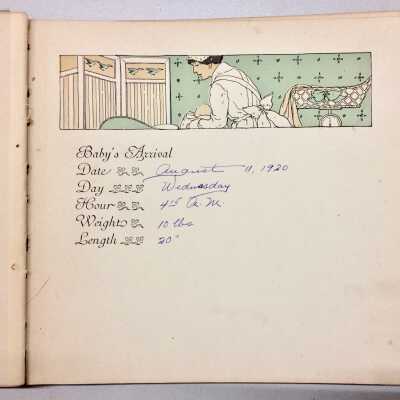 Baby's Arrival
Date August 11, 1920
Day Wednesday
Hour 4 15 A.M.
Weight 10 lbs
Length 20"